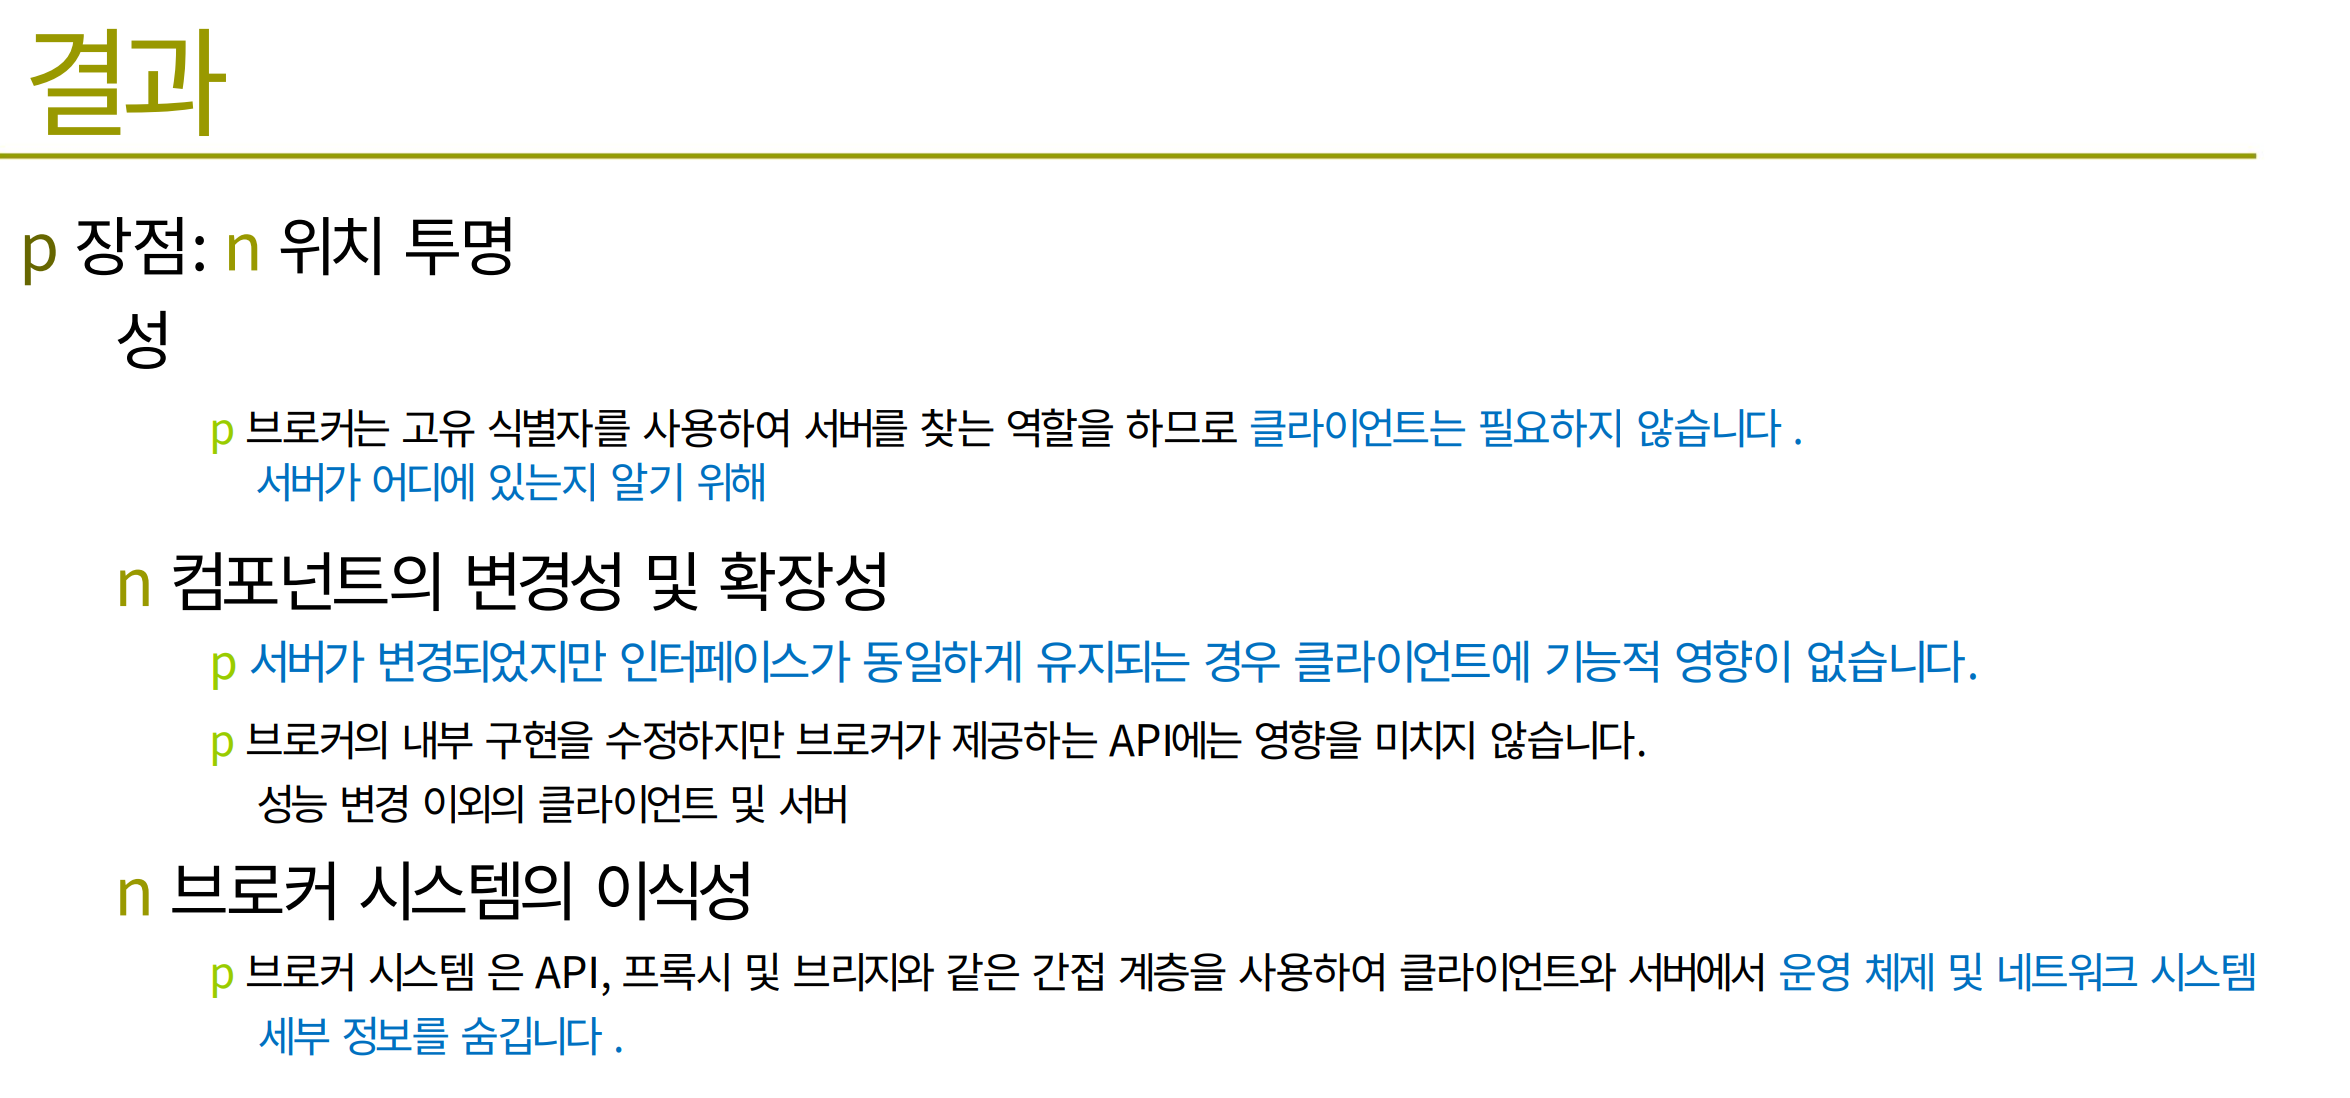 결과
p 장점: n 위치 투명
성
p 브로커는 고유 식별자를 사용하여 서버를 찾는 역할을 하므로 클라이언트는 필요하지 않습니다 .
서버가 어디에 있는지 알기 위해
n 컴포넌트의 변경성 및 확장성
p 서버가 변경되었지만 인터페이스가 동일하게 유지되는 경우 클라이언트에 기능적 영향이 없습니다.
p 브로커의 내부 구현을 수정하지만 브로커가 제공하는 API에는 영향을 미치지 않습니다.
성능 변경 이외의 클라이언트 및 서버
n 브로커 시스템의 이식성
p 브로커 시스템 은 API, 프록시 및 브리지와 같은 간접 계층을 사용하여 클라이언트와 서버에서 운영 체제 및 네트워크 시스템
세부 정보를 숨깁니다 .